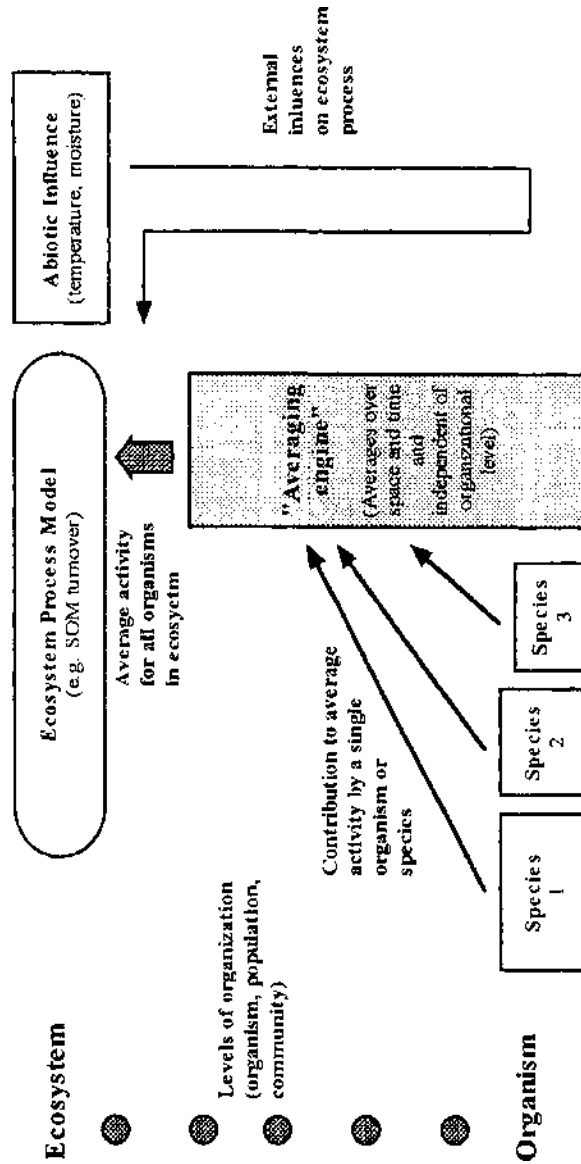 Ecosystem
Levels of organization
(organism, population,
community)
Organism
Ecosystem Process Model
(e.g. SOM turnover)
Average activity
for all organisms
in ecosyctm
Contribution to average
activity by a single
organism or
species
Species
1
Species
2
Species
3
"Averaging
engine"
(Averages over
space and time
and
independent of
organizational
level)
Abiotic Influence
(temperature, moisture)
External
inluences
on ecosystem
process